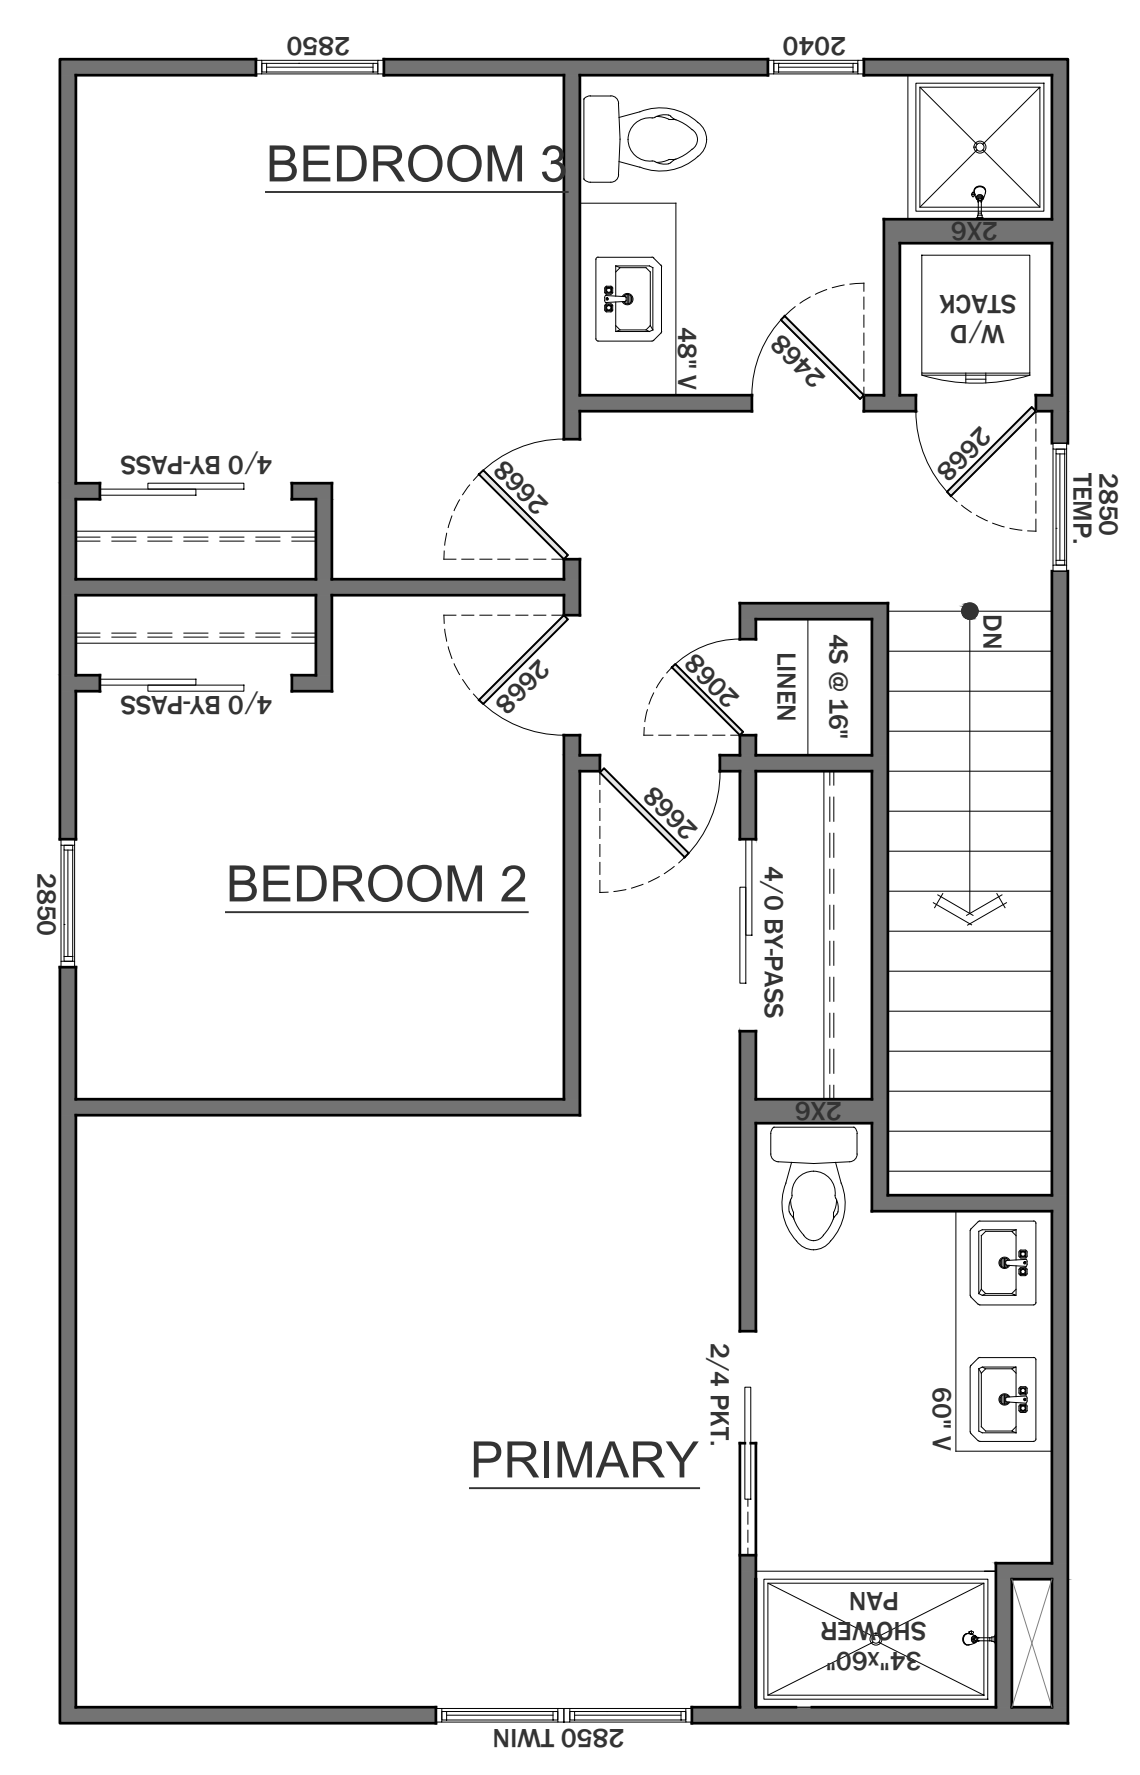 2850
2040
BEDROOM 3
2X6
W/D
STACK
48" V
2468
2668
4/0 BY-PASS
2668
2850
TEMP.
DN
4/0 BY-PASS
2668
2068
LINEN
4S @ 16"
2668
BEDROOM 2
2850
4/0 BY-PASS
2X6
2/4 PKT.
60" V
PRIMARY
34"x60"
SHOWER
PAN
2850 TWIN